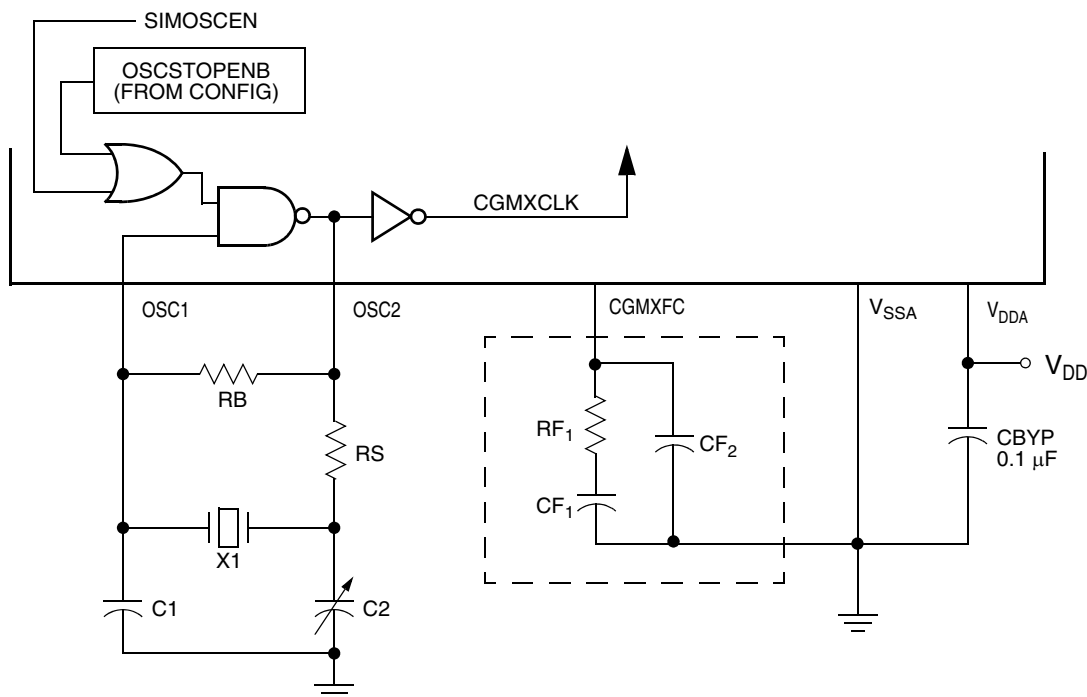 SIMOSCEN
OSCSTOPENB
(FROM CONFIG)
CGMXCLK
OSC1
OSC2
CGMXFC
VSSA
VDDA
VDD
RB
RS
RF1
CF2
CF1
CBYP
0.1 µF
X1
C1
C2